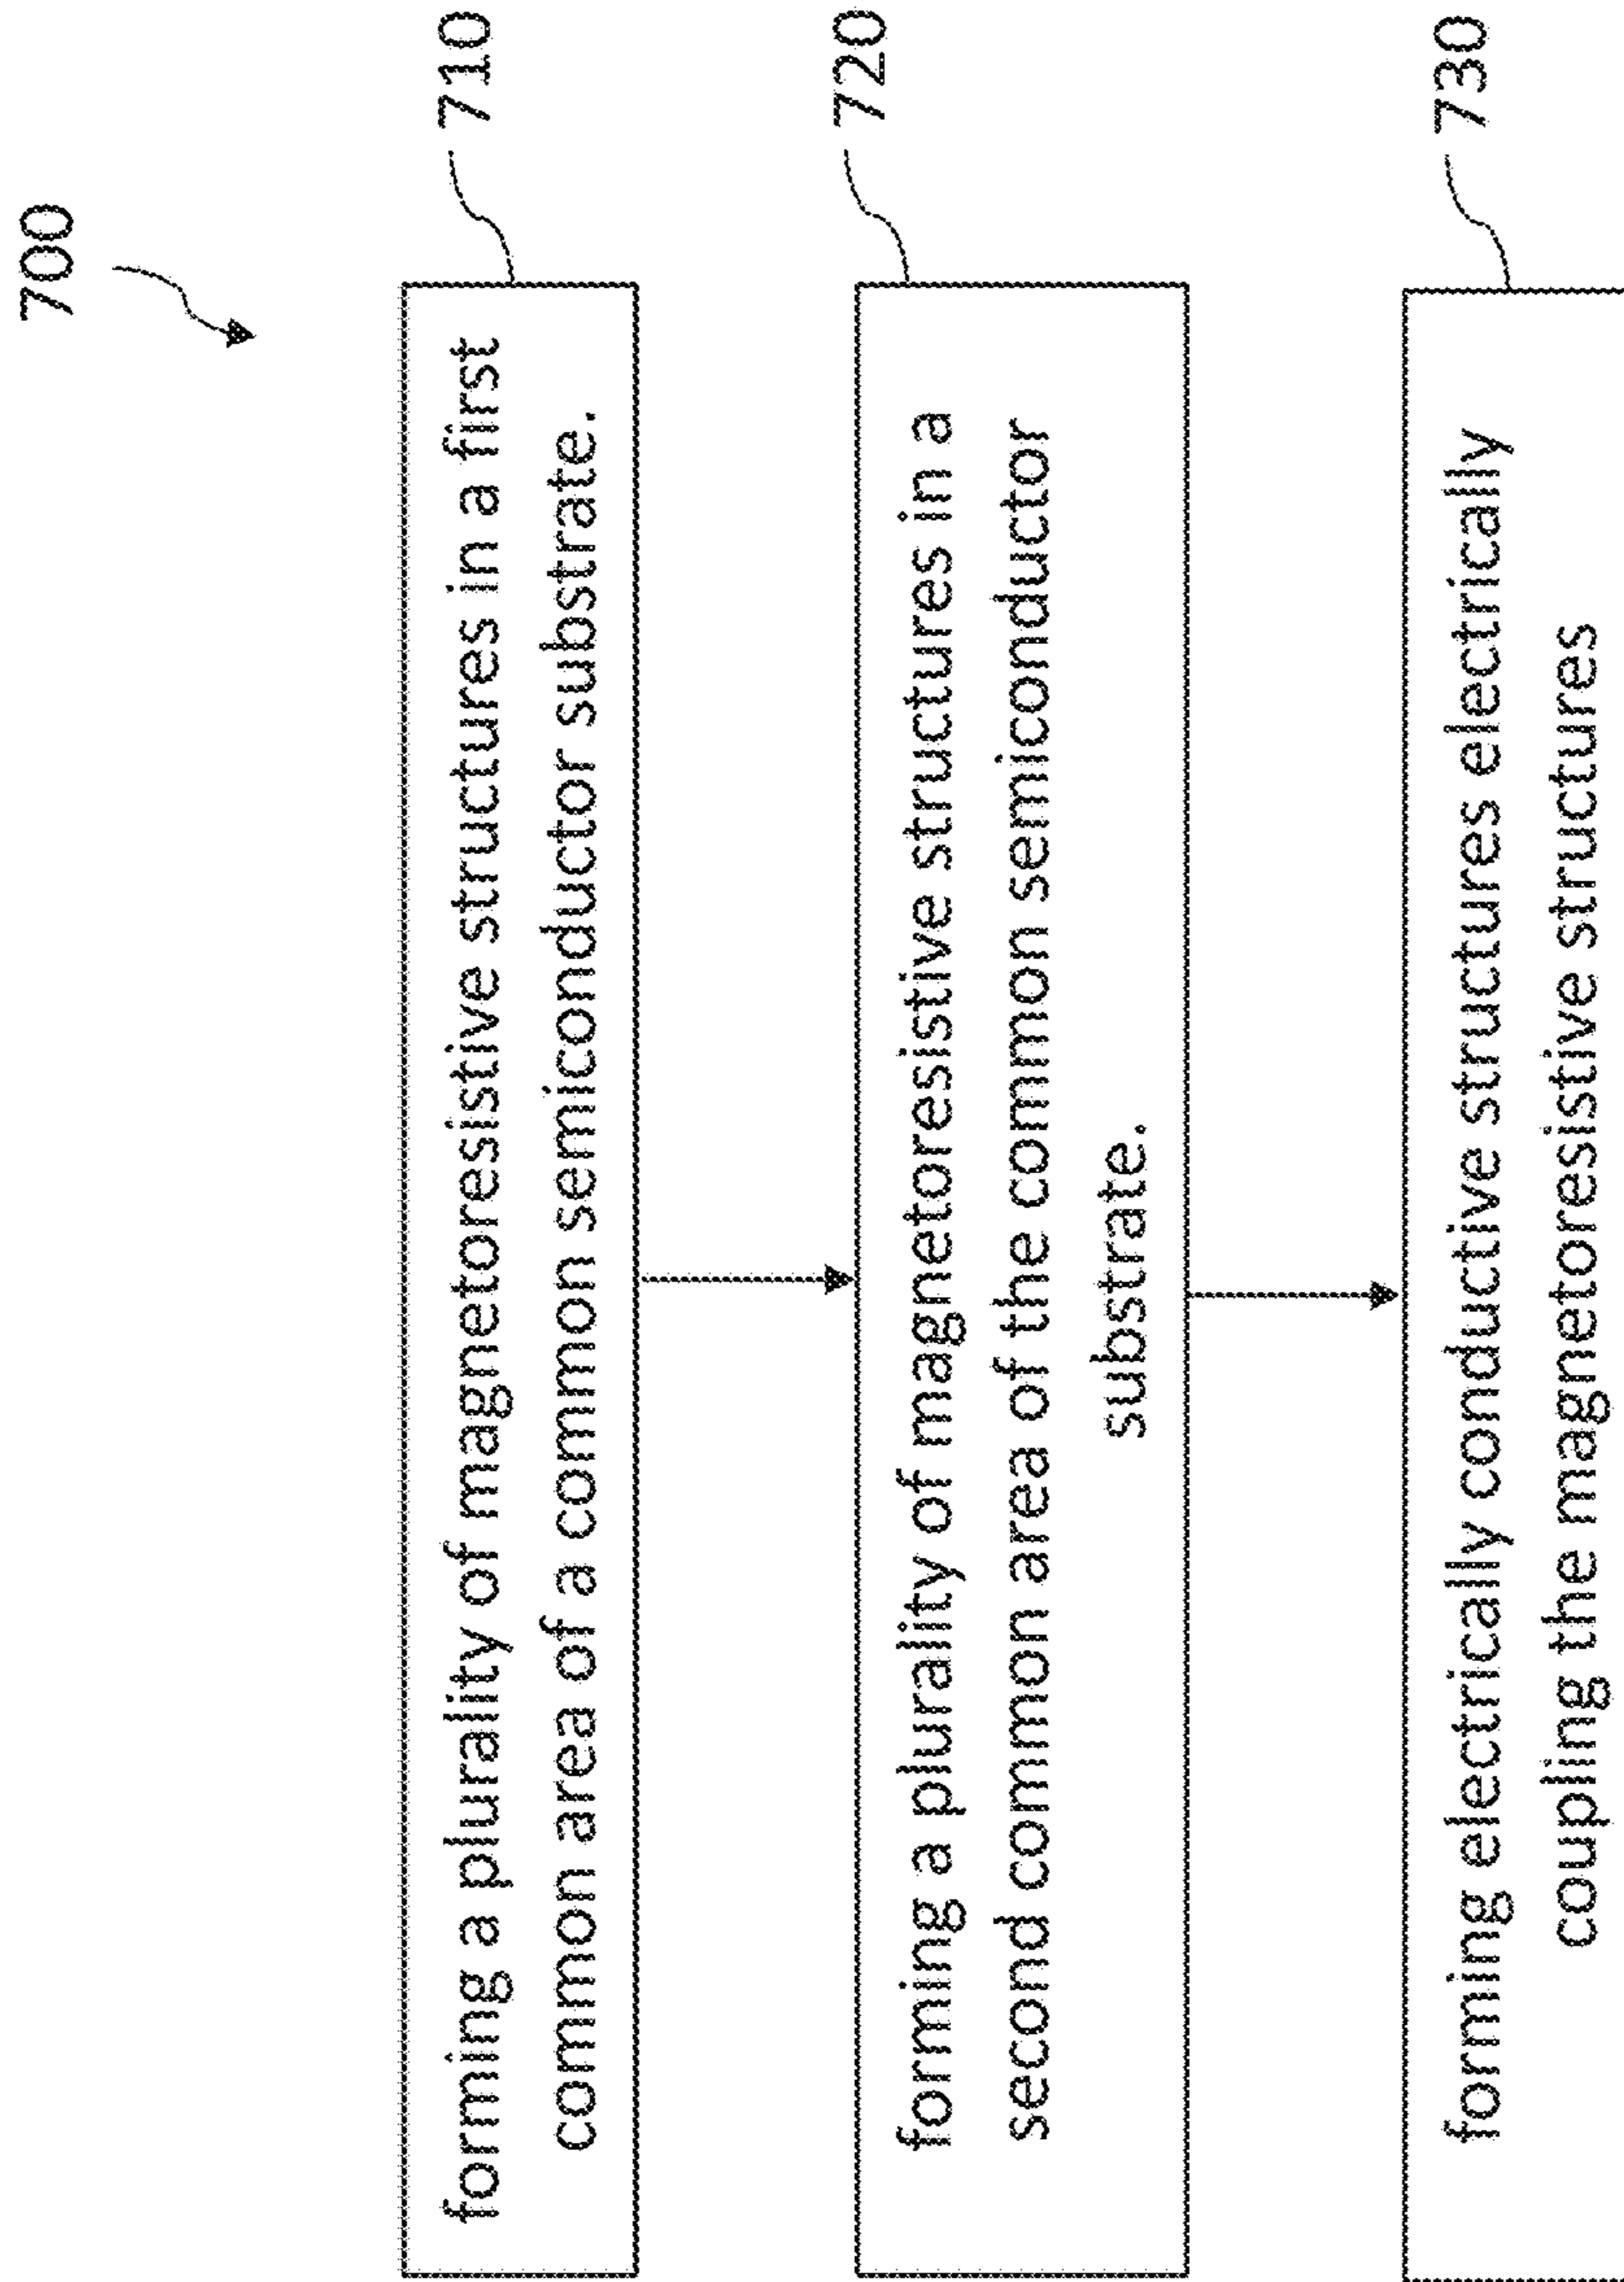 700
forming a plurality of magnetoresistive structures in a first
common area of a common semiconductor substrate.
710
forming a plurality of magnetoresistive structures in a
second common area of the common semiconductor
substrate.
720
forming electrically conductive structures electrically
coupling the magnetoresistive structures
730